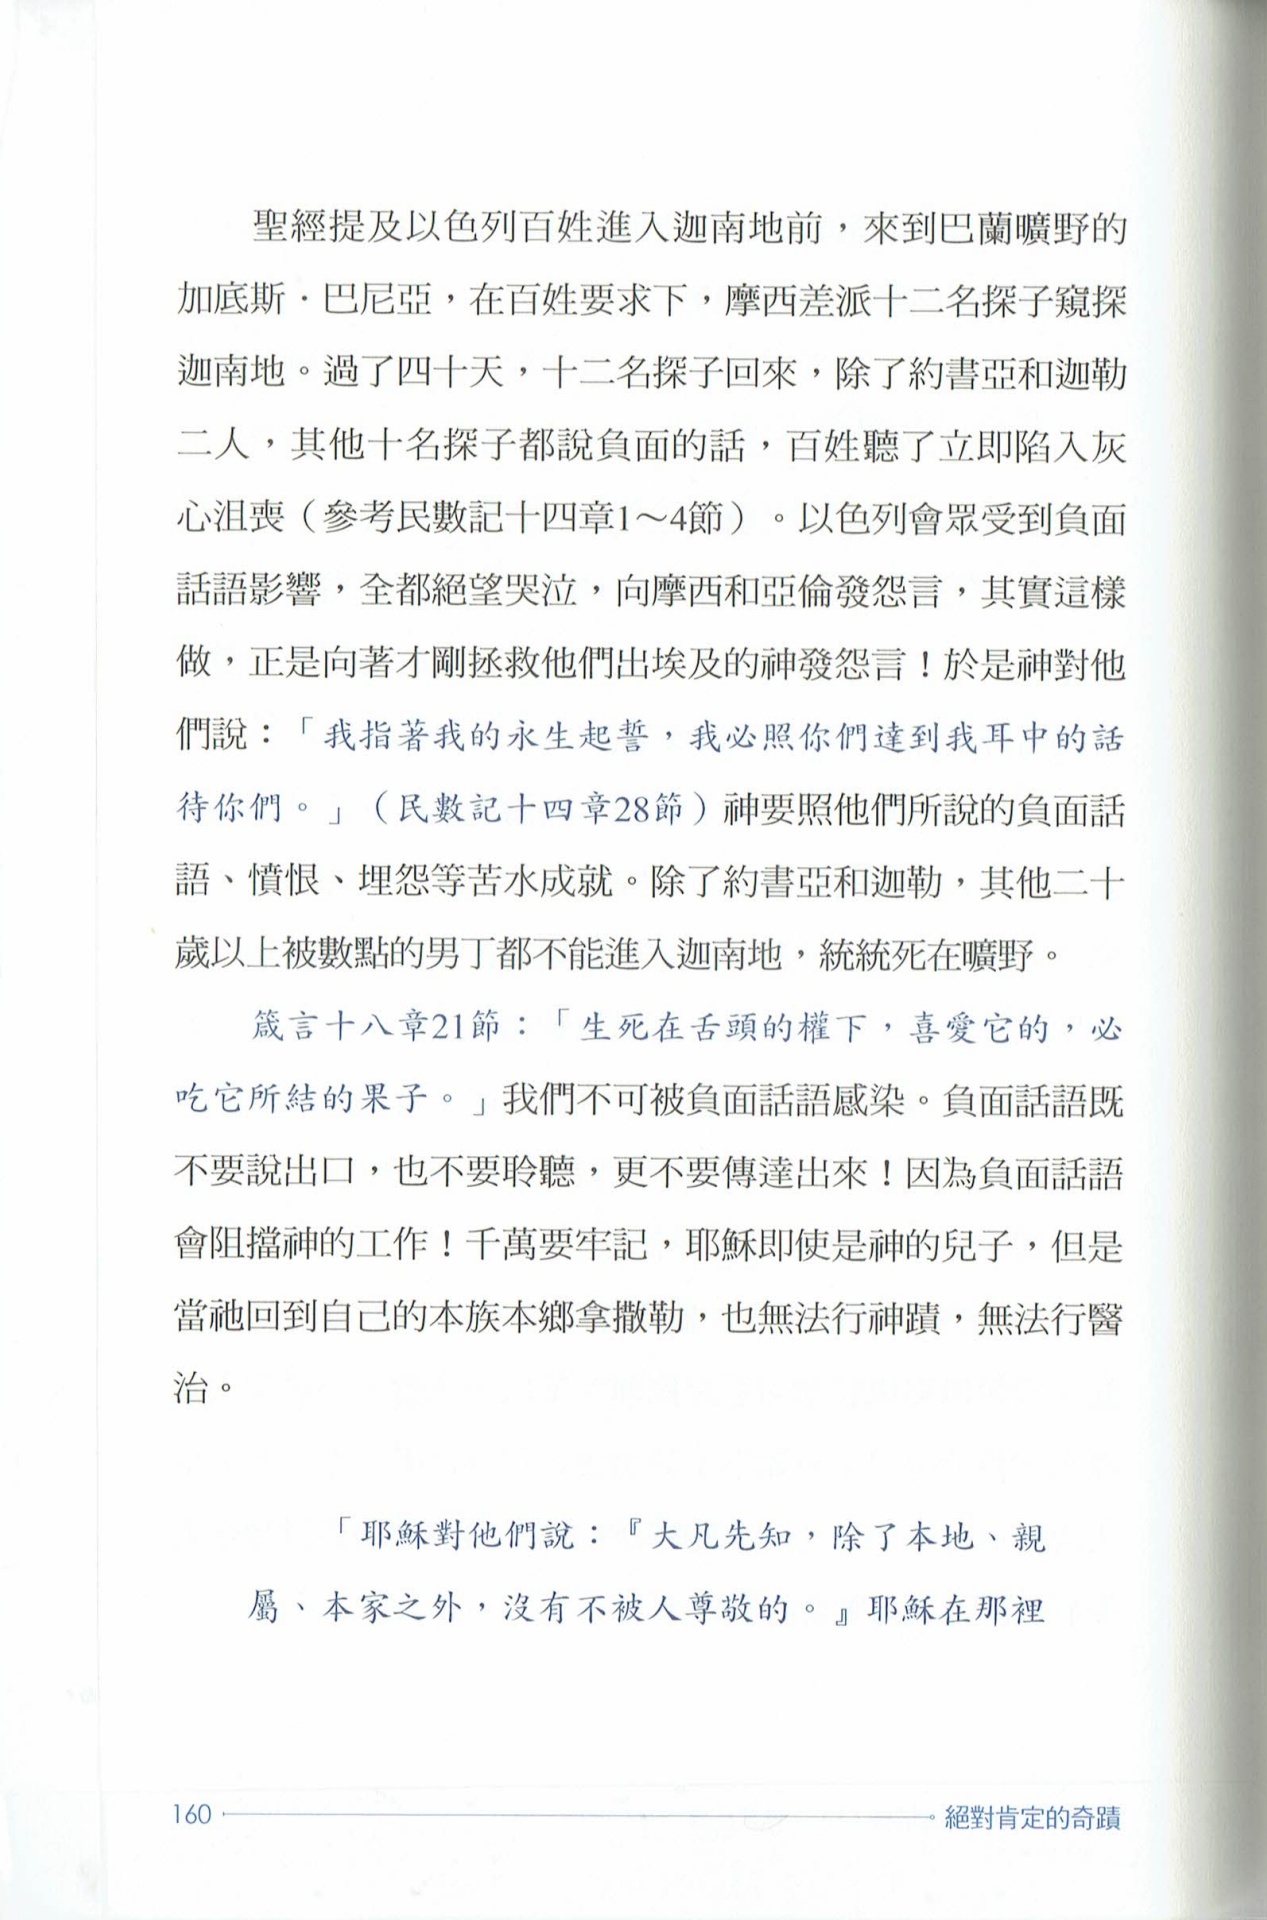 聖經提及以色列百姓進入迦南地前，來到巴蘭曠野的
加底斯．巴尼亞，在百姓要求下，摩西差派十二名探子窺探
迦南地。過了四十天，十二名探子回來，除了約書亞和迦勒
二人，其他十名探子都說負面的話，百姓聽了立即陷入灰
心沮喪（參考民數記十四章1～4節）。以色列會眾受到負面
話語影響，全都絕望哭泣，向摩西和亞倫發怨言，其實這樣
做，正是向著才剛拯救他們出埃及的神發怨言！於是神對他
們說：「我指著我的永生起誓，我必照你們達到我耳中的話
待你們。」（民數記十四章28節）神要照他們所說的負面話
語、憤恨、埋怨等苦水成就。除了約書亞和迦勒，其他二十
歲以上被數點的男丁都不能進入迦南地，統統死在曠野。
箴言十八章21節：「生死在舌頭的權下，喜愛它的，必
吃它所結的果子。」我們不可被負面話語感染。負面話語既
不要說出口，也不要聆聽，更不要傳達出來！因為負面話語
會阻擋神的工作！千萬要牢記，耶穌即使是神的兒子，但是
當祂回到自己的本族本鄉拿撒勒，也無法行神蹟，無法行醫
治。
「耶穌對他們說：『大凡先知，除了本地、親
屬、本家之外，沒有不被人尊敬的。』耶穌在那裡
160 絕對肯定的奇蹟